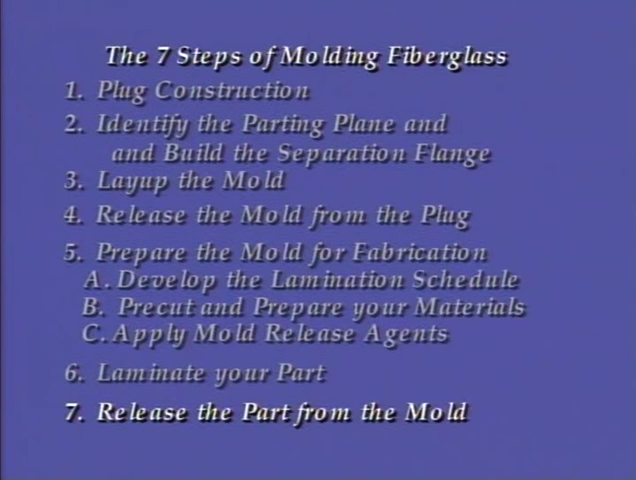 The 7 Steps of Molding Fiberglass
1. Plug Construction
2. Identify the Parting Plane and
and Build the Separation Flange
3. Layup the Mold
4. Release the Mold from the Plug
5. Prepare the Mold for Fabrication
A. Develop the Lamination Schedule
B. Precut and Prepare your Materials
C. Apply Mold Release Agents
6. Laminate your Part
7. Release the Part from the Mold